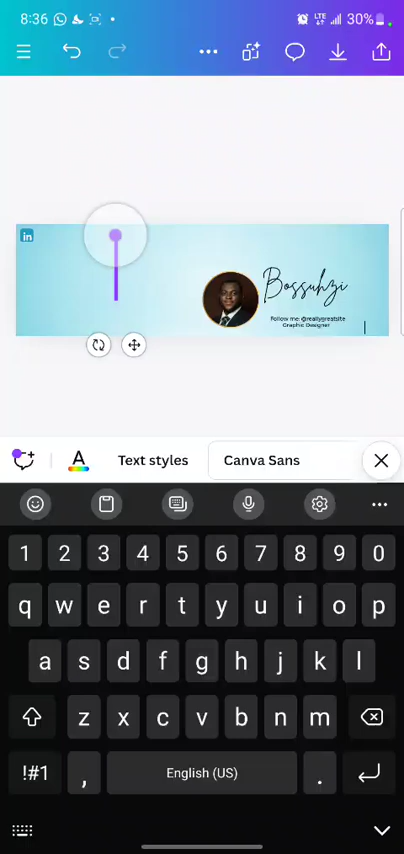 8:36
LTE
30%
in
Bossuhzi
Follow me: @reallygreatsite
Graphic Designer
A
Text styles
Canva Sans
1 2 3 4 5 6 7 8 9 0
q w e r t y u i o p
a s d f g h j k l
z x c v b n m
!#1 , English (US) .